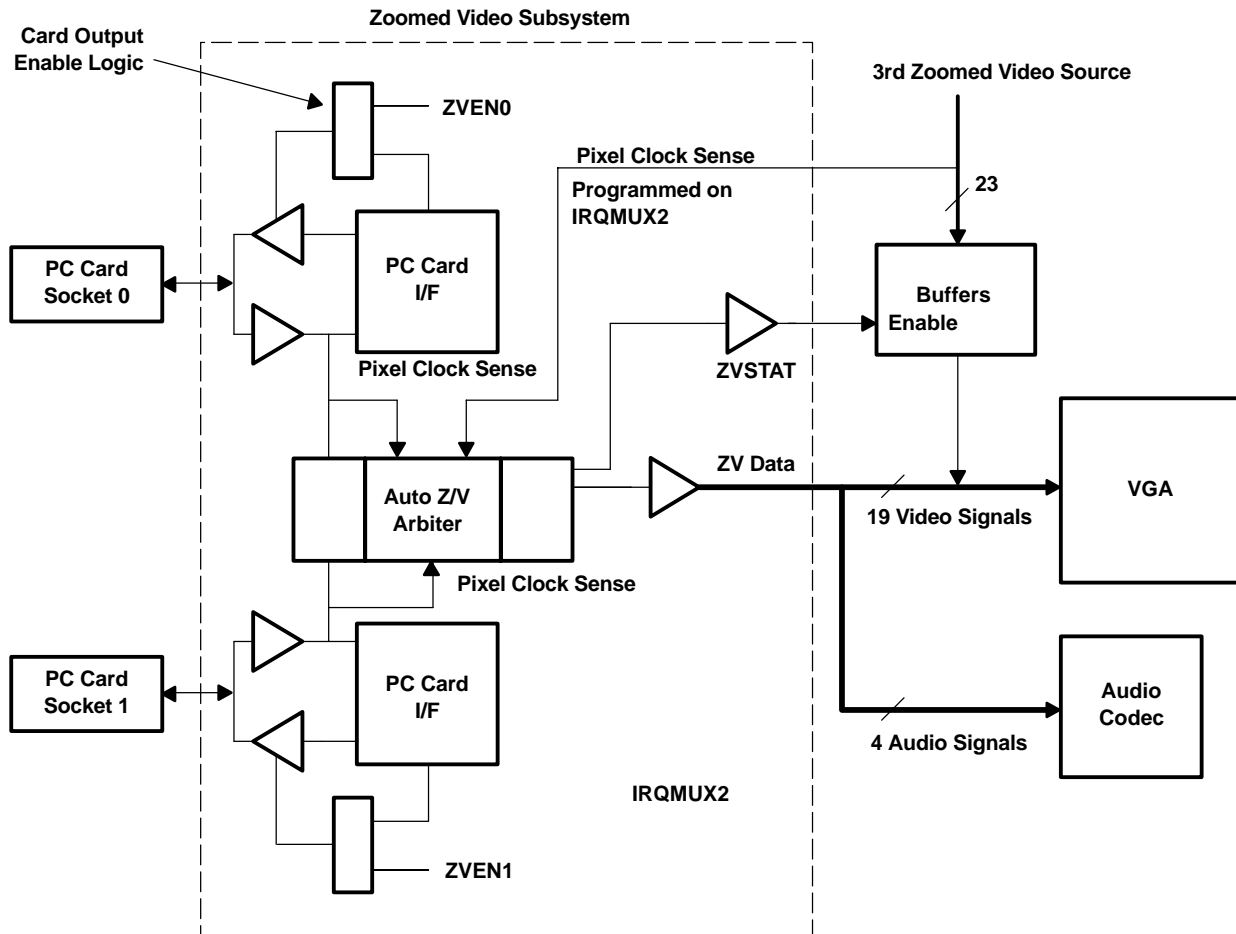 Zoomed Video Subsystem
Card Output
Enable Logic
3rd Zoomed Video Source
ZVEN0
Pixel Clock Sense
Programmed on
IRQMUX2
23
PC Card
Socket 0
PC Card
I/F
Buffers
Enable
Pixel Clock Sense
ZVSTAT
Auto Z/V
Arbiter
ZV Data
19 Video Signals
VGA
Pixel Clock Sense
PC Card
Socket 1
PC Card
I/F
Audio
Codec
4 Audio Signals
IRQMUX2
ZVEN1